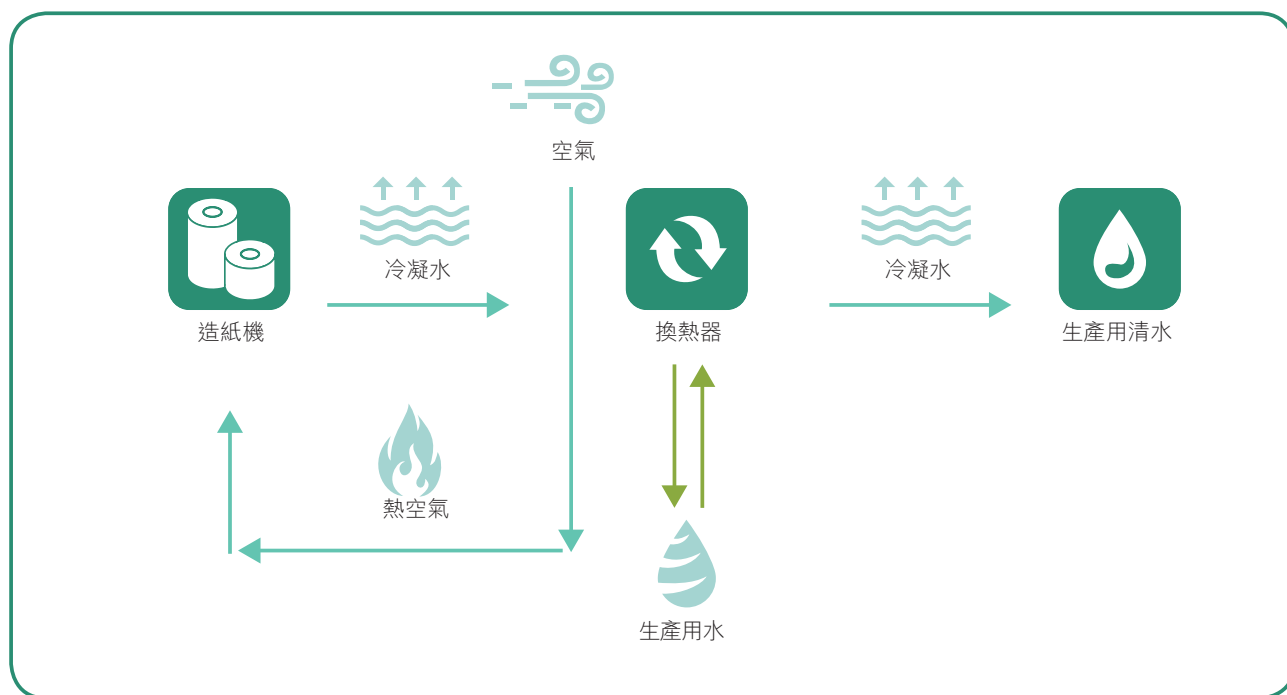 空氣
冷凝水
冷凝水
造紙機
換熱器
生產用清水
熱空氣
生產用水